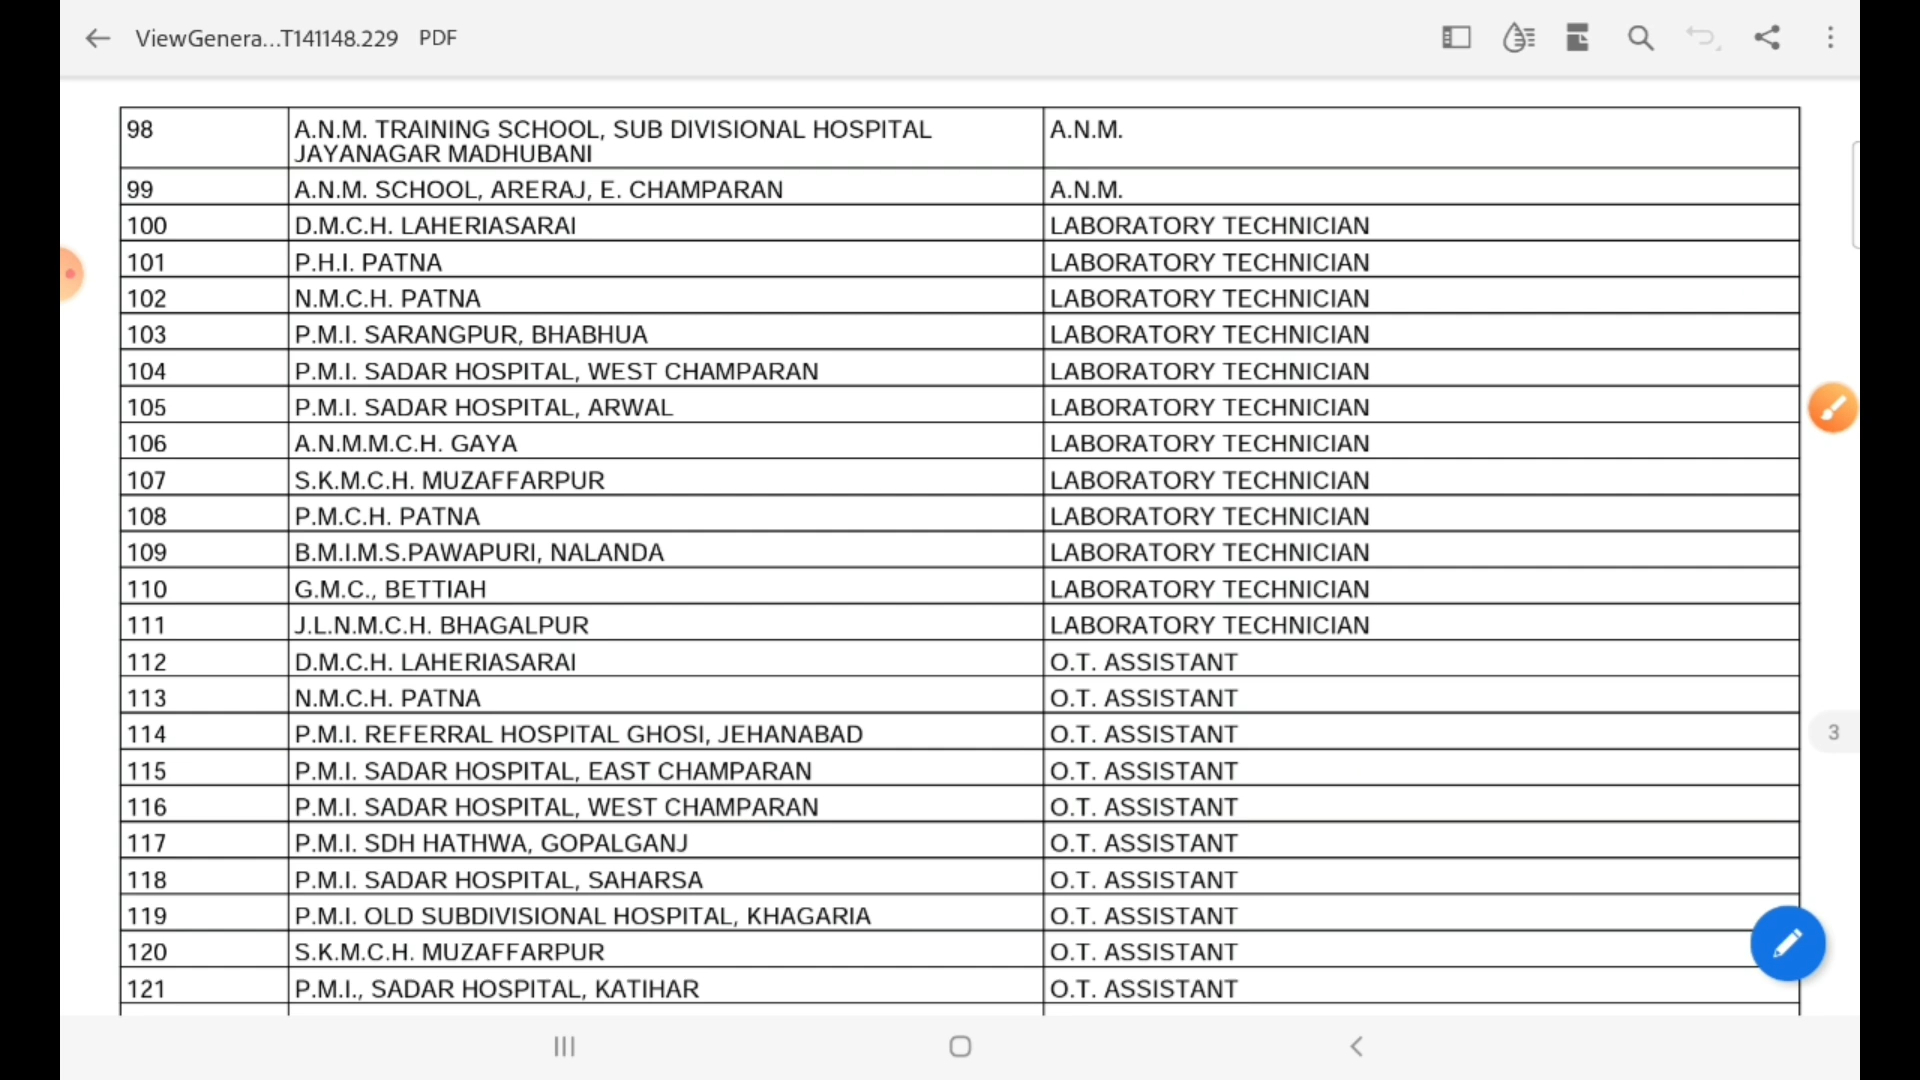 ViewGenera...T141148.229 PDF
98 A.N.M. TRAINING SCHOOL, SUB DIVISIONAL HOSPITAL A.N.M.
JAYANAGAR MADHUBANI
99 A.N.M. SCHOOL, ARERAJ, E. CHAMPARAN A.N.M.
100 D.M.C.H. LAHERIASARAI LABORATORY TECHNICIAN
101 P.H.I. PATNA LABORATORY TECHNICIAN
102 N.M.C.H. PATNA LABORATORY TECHNICIAN
103 P.M.I. SARANGPUR, BHABHUA LABORATORY TECHNICIAN
104 P.M.I. SADAR HOSPITAL, WEST CHAMPARAN LABORATORY TECHNICIAN
105 P.M.I. SADAR HOSPITAL, ARWAL LABORATORY TECHNICIAN
106 A.N.M.M.C.H. GAYA LABORATORY TECHNICIAN
107 S.K.M.C.H. MUZAFFARPUR LABORATORY TECHNICIAN
108 P.M.C.H. PATNA LABORATORY TECHNICIAN
109 B.M.I.M.S.PAWAPURI, NALANDA LABORATORY TECHNICIAN
110 G.M.C., BETTIAH LABORATORY TECHNICIAN
111 J.L.N.M.C.H. BHAGALPUR LABORATORY TECHNICIAN
112 D.M.C.H. LAHERIASARAI O.T. ASSISTANT
113 N.M.C.H. PATNA O.T. ASSISTANT
114 P.M.I. REFERRAL HOSPITAL GHOSI, JEHANABAD O.T. ASSISTANT
3
115 P.M.I. SADAR HOSPITAL, EAST CHAMPARAN O.T. ASSISTANT
116 P.M.I. SADAR HOSPITAL, WEST CHAMPARAN O.T. ASSISTANT
117 P.M.I. SDH HATHWA, GOPALGANJ O.T. ASSISTANT
118 P.M.I. SADAR HOSPITAL, SAHARSA O.T. ASSISTANT
119 P.M.I. OLD SUBDIVISIONAL HOSPITAL, KHAGARIA O.T. ASSISTANT
120 S.K.M.C.H. MUZAFFARPUR O.T. ASSISTANT
121 P.M.I., SADAR HOSPITAL, KATIHAR O.T. ASSISTANT